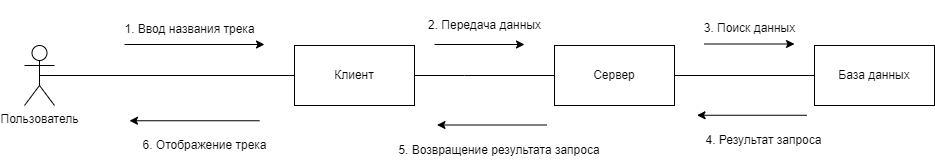 1. Ввод названия трека
2. Передача данных
3. Поиск данных
Клиент
Сервер
База данных
Пользователь
6. Отображение трека
5. Возвращение результата запроса
4. Результат запроса